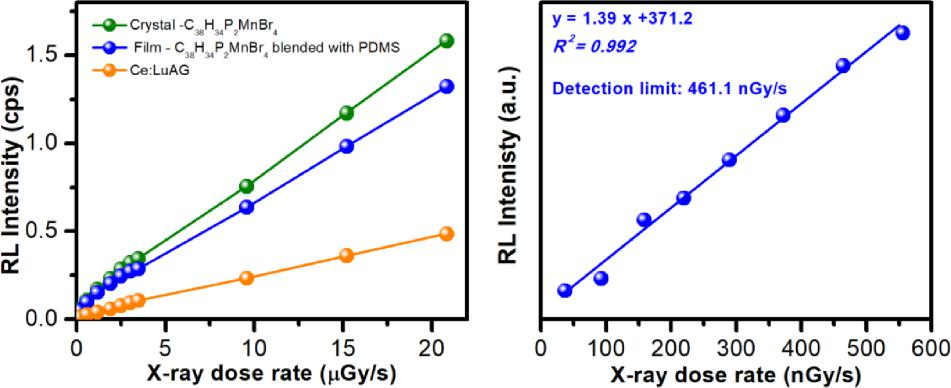 Crystal -C38H34P2MnBr4
Film - C38H34P2MnBr4 blended with PDMS
Ce:LuAG
RL Intensity (cps)
1.5
1.0
0.5
0.0
0 5 10 15 20
X-ray dose rate (μGy/s)
y = 1.39 x +371.2
R2= 0.992
Detection limit: 461.1 nGy/s
RL Intenisty (a.u.)
0 100 200 300 400 500 600
X-ray dose rate (nGy/s)